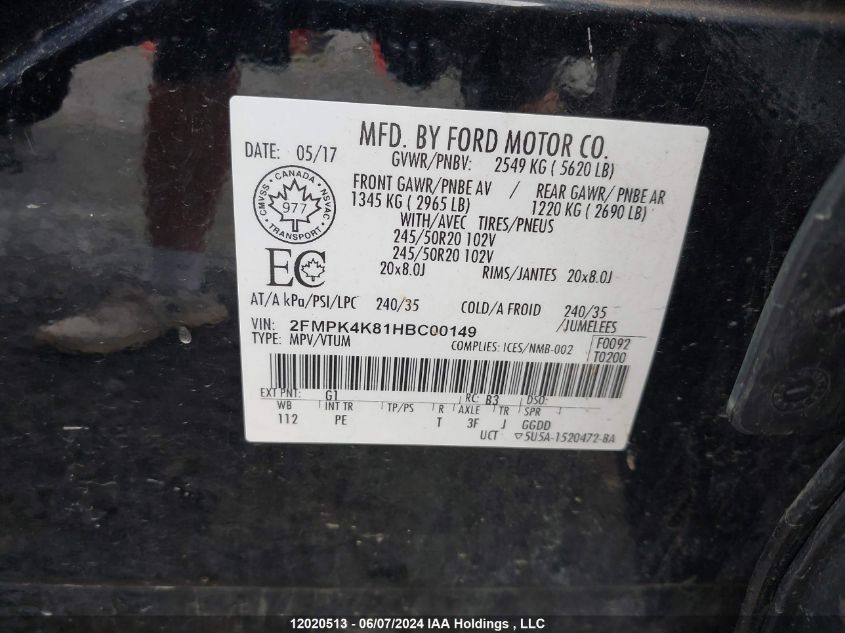 MFD. BY FORD MOTOR CO.
DATE: 05/17
GVWR/PNBV: 2549 KG ( 5620 LB)
CMVSS · CANADA · NSVAC
977
TRANSPORT
FRONT GAWR/PNBE AV / REAR GAWR/ PNBE AR
1345 KG ( 2965 LB) 1220 KG ( 2690 LB)
WITH/AVEC TIRES/PNEUS
245/50R20 102V
245/50R20 102V
EC
20x8.0J RIMS/JANTES 20x8.0J
AT/A kPa/PSI/LPC 240/35 COLD/A FROID 240/35
VIN: 2FMPK4K81HBC00149 /JUMELEES
TYPE: MPV/VTUM COMPLIES: ICES/NMB-002 F0092
T0200
EXT PNT: G1 RC: B3 DSO:
WB INT TR TP/PS R AXLE TR SPR
112 PE T 3F J GGDD
UCT ▽5U5A-1520472-BA
12020513 - 06/07/2024 IAA Holdings , LLC